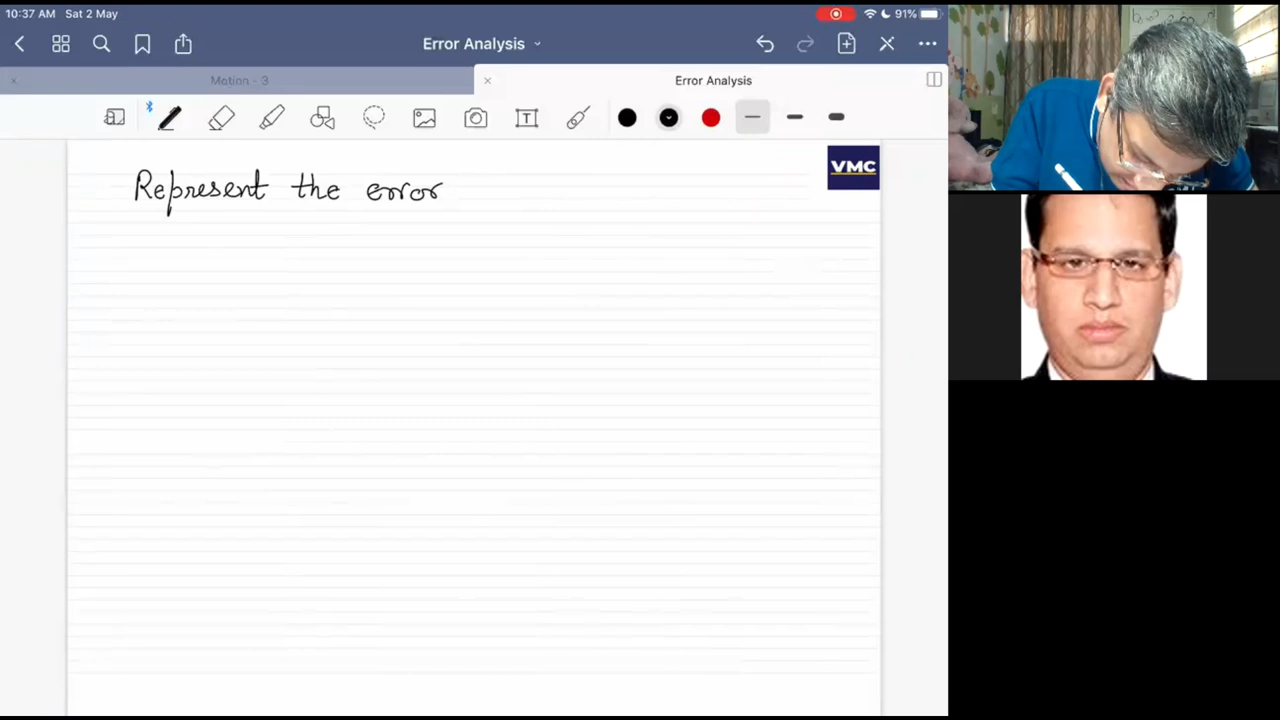 10:37 AM Sat 2 May
91%
Error Analysis
Motion - 3
Error Analysis
T
VMC
Represent the error